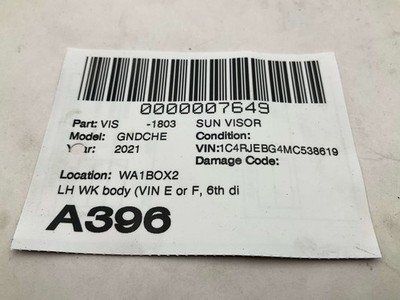 0000007649
Part: VIS -1803 SUN VISOR
Model: GNDCHE Condition:
Year: 2021 VIN:1C4RJEBG4MC538619
Damage Code:
Location: WA1BOX2
LH WK body (VIN E or F, 6th di
A396